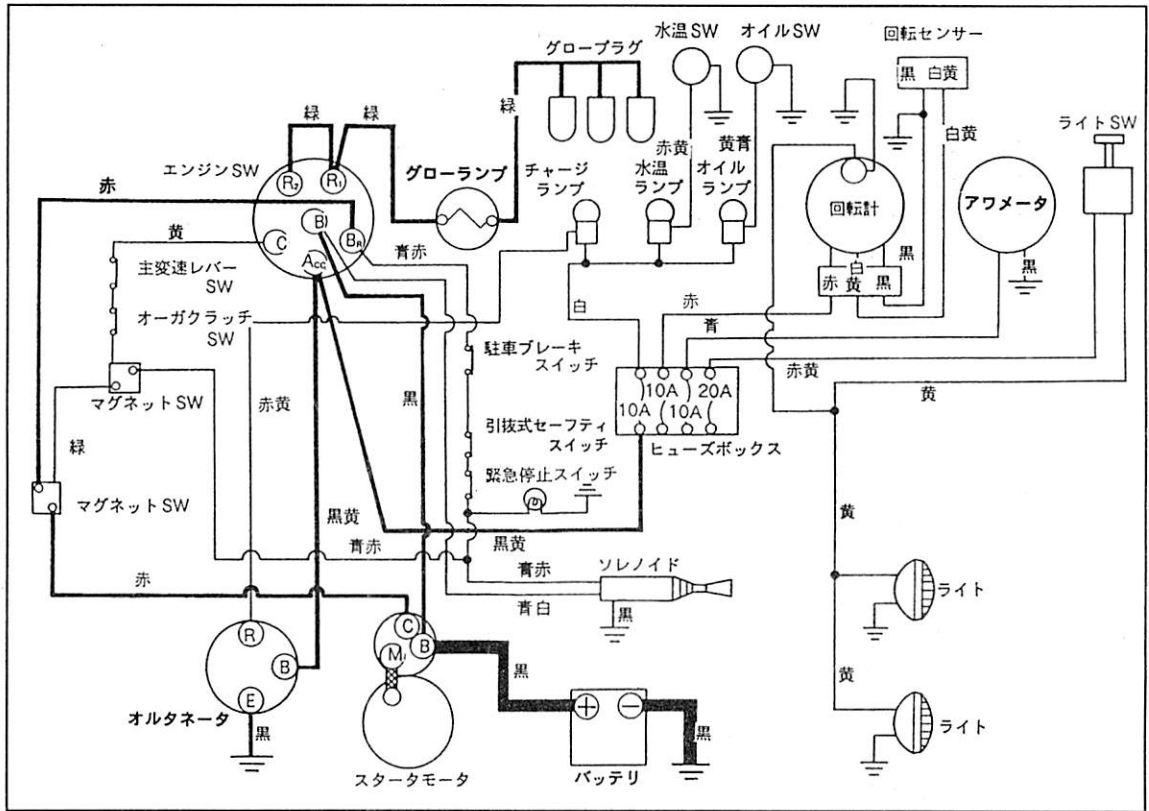 水温SW
オイルSW
回転センサー
グロープラグ
黒 白黄
緑
緑
緑
ライトSW
白黄
エンジンSW
R₂
R₁
赤黄
黄青
グローランプ
チャージ
ランプ
水温
ランプ
オイル
ランプ
赤
B
BR
回転計
アワメータ
黄
C
青赤
ACC
黒
主変速レバー
SW
白
赤 黄 黒
黒
白
赤
オーガクラッチ
SW
青
駐車ブレーキ
スイッチ
赤黄
黄
マグネットSW
赤黄
黒
10A 20A
10A 10A
引抜式セーフティ
スイッチ
ヒューズボックス
緑
緊急停止スイッチ
マグネットSW
黒黄
黒黄
黄
青赤
青赤
ソレノイド
赤
青白
黒
ライト
R
C
B
B
M
黒
黄
E
オルタネータ
黒
＋
－
黒
ライト
スタータモータ
バッテリ